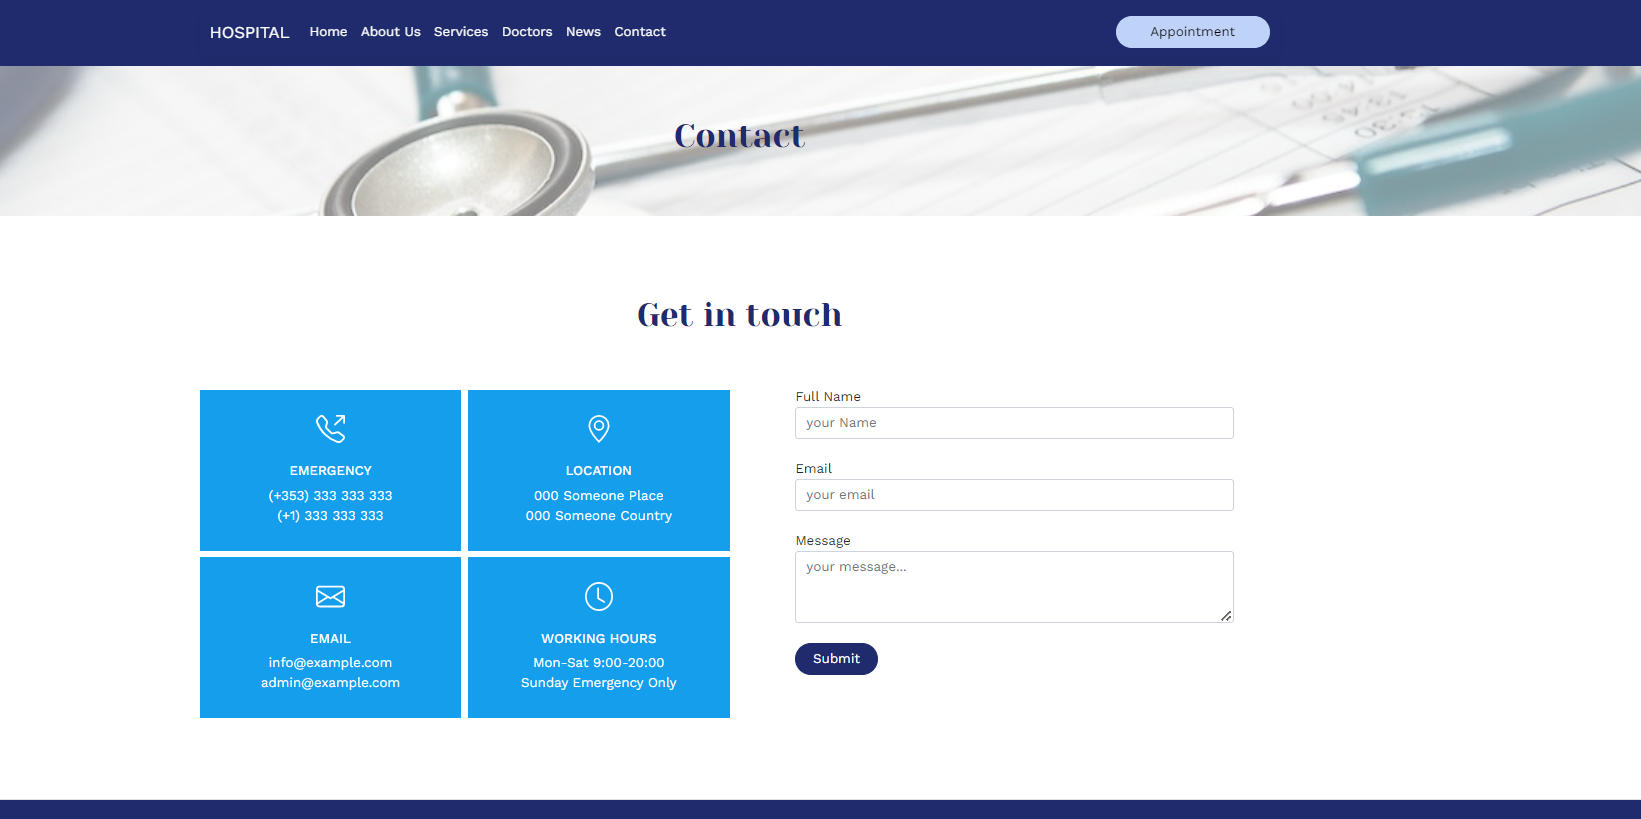 HOSPITAL Home About Us Services Doctors News Contact Appointment
Contact
Get in touch
EMERGENCY
(+353) 333 333 333
(+1) 333 333 333
LOCATION
000 Someone Place
000 Someone Country
EMAIL
info@example.com
admin@example.com
WORKING HOURS
Mon-Sat 9:00-20:00
Sunday Emergency Only
Full Name
your Name
Email
your email
Message
your message...
Submit